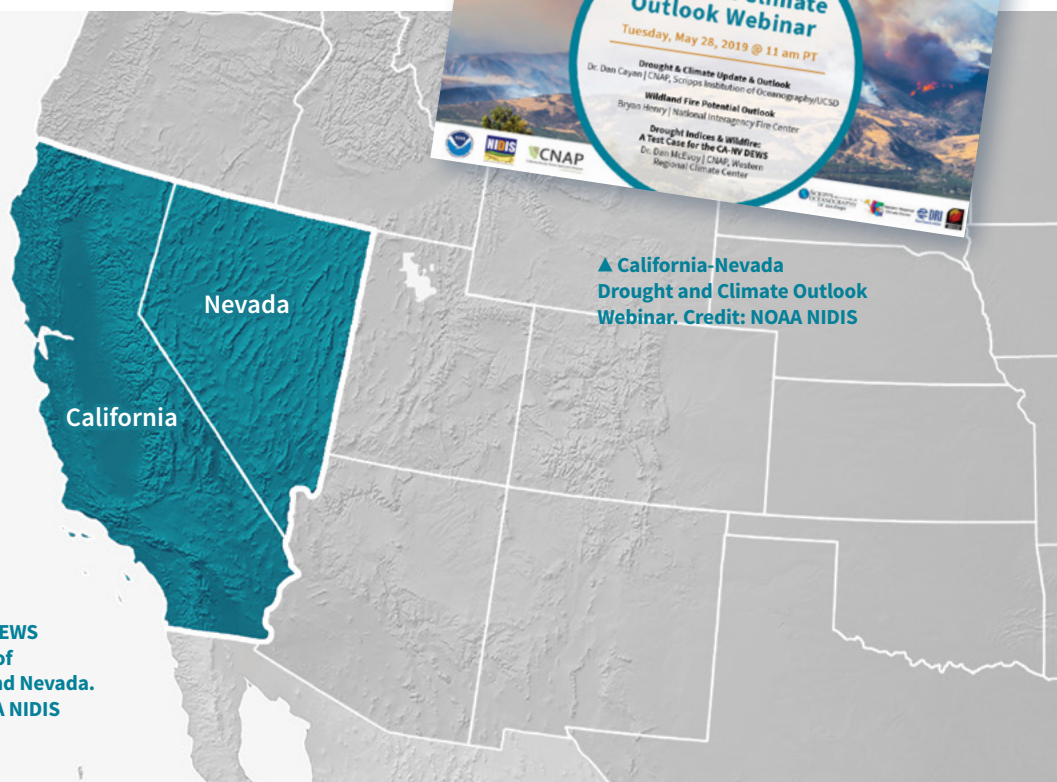 Climate
Outlook Webinar
Tuesday, May 28, 2019 @ 11 am PT
Drought & Climate Update & Outlook
Dr. Dan Cayan | CNAP, Scripps Institution of Oceanography/UCSD
Wildland Fire Potential Outlook
Bryan Henry | National Interagency Fire Center
Drought Indices & Wildfire:
A Test Case for the CA-NV DEWS
Dr. Dan McEvoy | CNAP, Western
Regional Climate Center
NIDIS
CNAP
DRI
▲ California-Nevada
Drought and Climate Outlook
Webinar. Credit: NOAA NIDIS
Nevada
California
EWS
of
nd Nevada.
A NIDIS